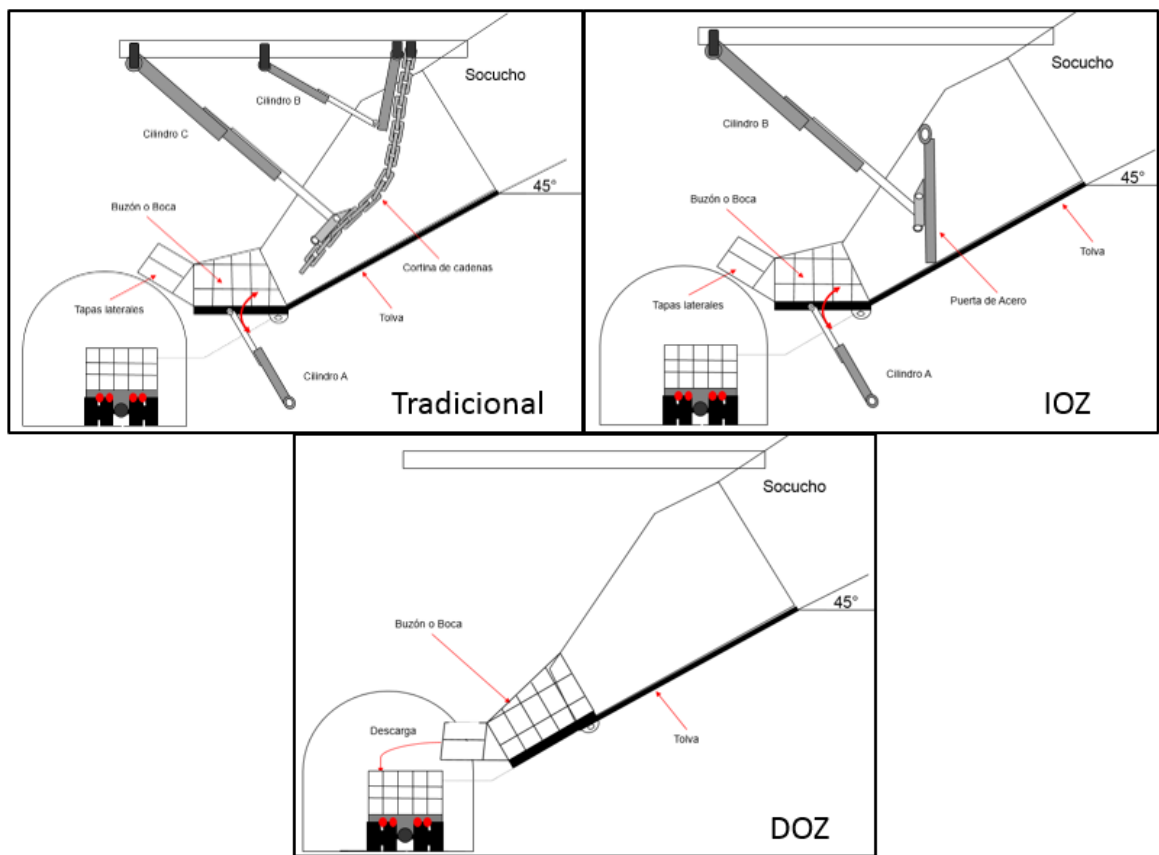 Socucho
Cilindro B
Cilindro C
45°
Buzón o Boca
Cortina de cadenas
Tapas laterales
Tolva
Cilindro A
Tradicional
Socucho
Cilindro B
45°
Buzón o Boca
Tolva
Tapas laterales
Puerta de Acero
Cilindro A
IOZ
Socucho
45°
Buzón o Boca
Descarga
Tolva
DOZ